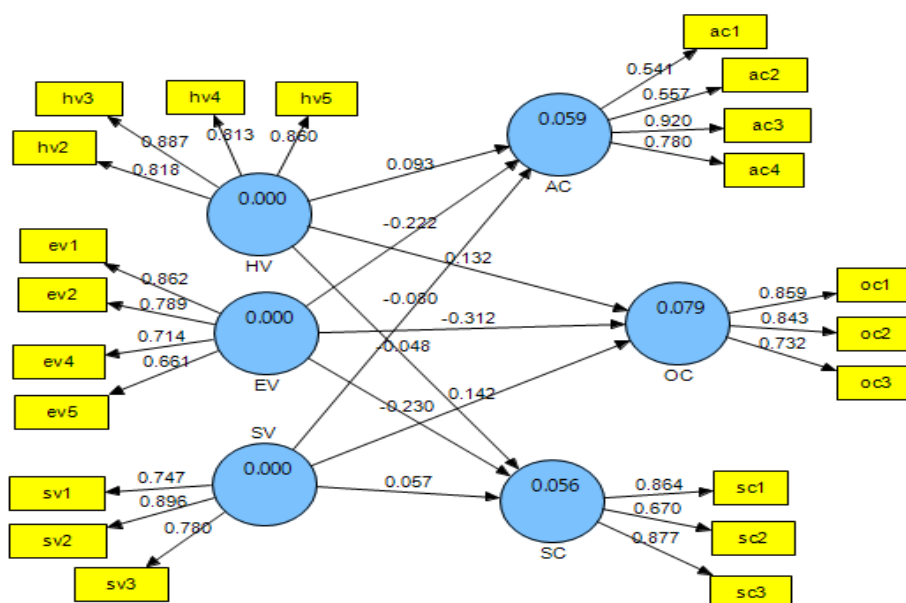 ac1
0.541
ac2
0.557
0.059
ac3
0.920
ac4
0.780
AC
hv3
hv4
hv5
0.887
0.813
0.860
hv2
0.818
0.093
0.000
HV
-0.222
0.132
ev1
0.862
ev2
0.789
0.000
ev4
0.714
ev5
0.661
EV
-0.080
-0.312
-0.048
0.142
-0.230
0.079
OC
0.859
oc1
0.843
oc2
0.732
oc3
SV
0.000
sv1
0.747
sv2
0.896
sv3
0.780
0.057
0.056
SC
0.864
sc1
0.670
sc2
0.877
sc3